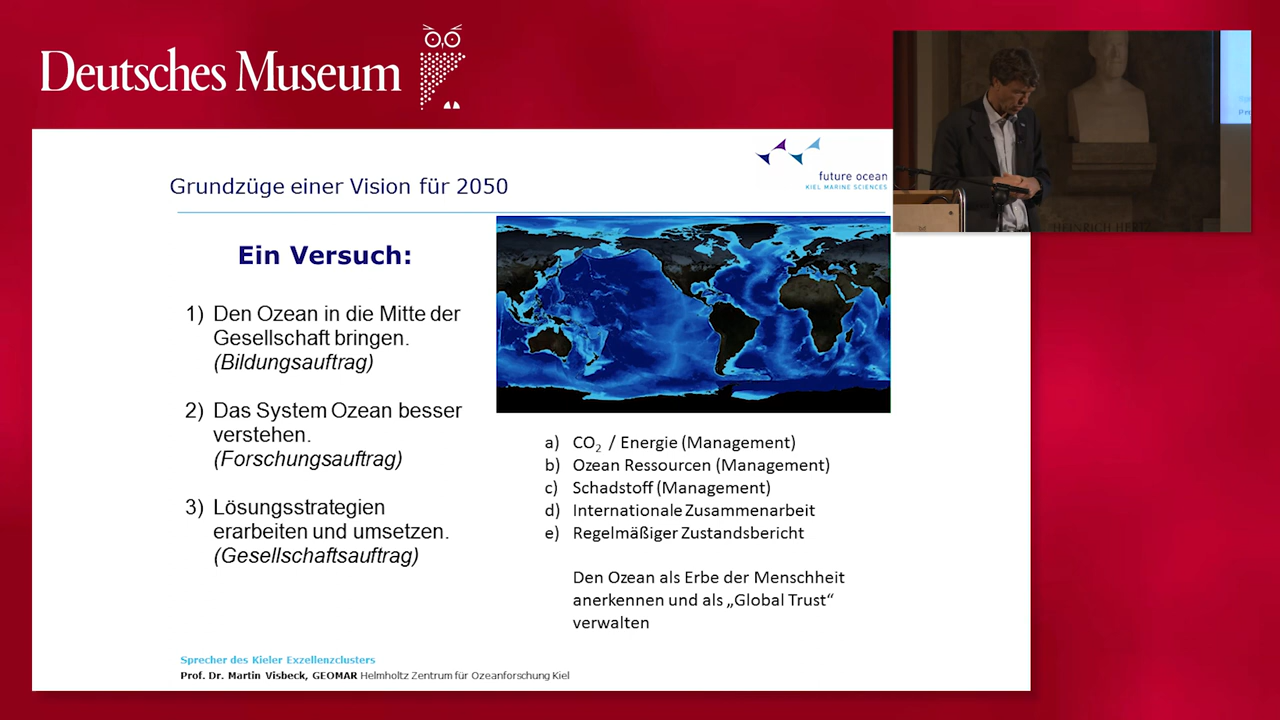 Deutsches Museum
future ocean
KIEL MARINE SCIENCES
Grundzüge einer Vision für 2050
Ein Versuch:
1) Den Ozean in die Mitte der
Gesellschaft bringen.
(Bildungsauftrag)
2) Das System Ozean besser
verstehen.
(Forschungsauftrag)
3) Lösungsstrategien
erarbeiten und umsetzen.
(Gesellschaftsauftrag)
a) CO₂ / Energie (Management)
b) Ozean Ressourcen (Management)
c) Schadstoff (Management)
d) Internationale Zusammenarbeit
e) Regelmäßiger Zustandsbericht
Den Ozean als Erbe der Menschheit
anerkennen und als „Global Trust“
verwalten
Sprecher des Kieler Exzellenzclusters
Prof. Dr. Martin Visbeck, GEOMAR Helmholtz Zentrum für Ozeanforschung Kiel
HEINRICH HERTZ